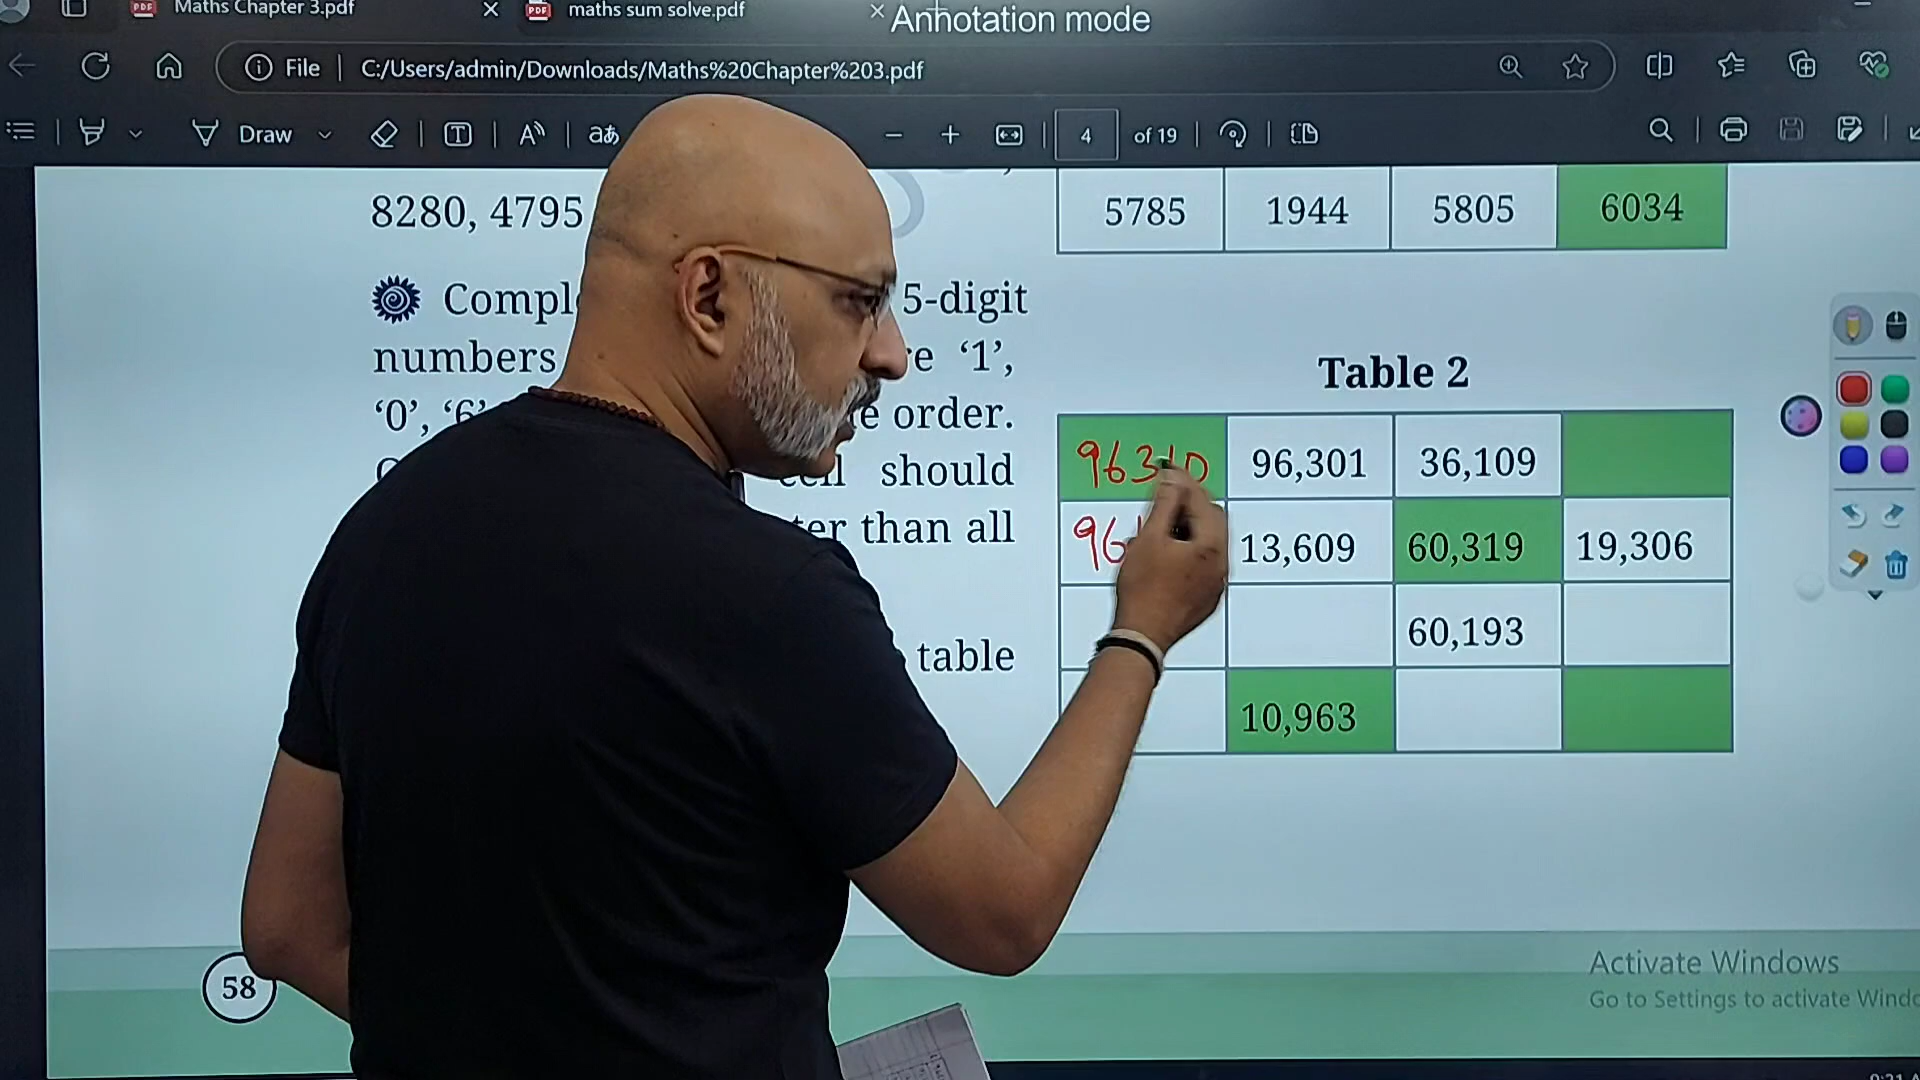 Maths Chapter 3.pdf
maths sum solve.pdf
Annotation mode
File
C:/Users/admin/Downloads/Maths%20Chapter%203.pdf
Draw
aあ
4 of 19
8280, 4795
5785 1944 5805 6034
5-digit
numbers ‘1’,
‘0’, ‘6’ order.
should
than all
table
Table 2
96310 96,301 36,109
13,609 60,319 19,306
60,193
10,963
58
Activate Windows
Go to Settings to activate